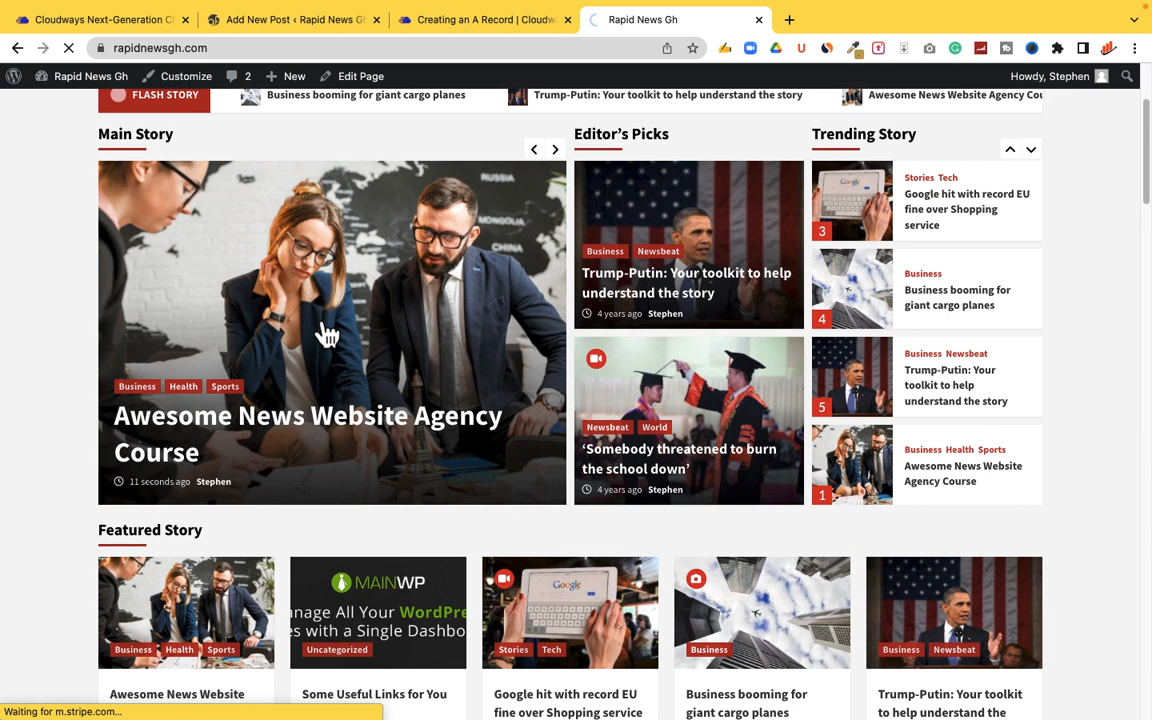 Cloudways Next-Generation Cl
Add New Post ‹ Rapid News Gh
Creating an A Record | Cloudw
Rapid News Gh
rapidnewsgh.com
Rapid News Gh
Customize
2
New
Edit Page
Howdy, Stephen
FLASH STORY
Business booming for giant cargo planes
Trump-Putin: Your toolkit to help understand the story
Awesome News Website Agency Cou
Main Story
Editor's Picks
Trending Story
RUSSIA
MONGOLIA
CHINA
Business Health Sports
Awesome News Website Agency
Course
11 seconds ago Stephen
Business Newsbeat
Trump-Putin: Your toolkit to help
understand the story
4 years ago Stephen
Newsbeat World
‘Somebody threatened to burn
the school down’
4 years ago Stephen
Google
3
Stories Tech
Google hit with record EU
fine over Shopping
service
4
Business
Business booming for
giant cargo planes
5
Business Newsbeat
Trump-Putin: Your
toolkit to help
understand the story
1
Business Health Sports
Awesome News Website
Agency Course
Featured Story
Business Health Sports
Awesome News Website
MAINWP
anage All Your WordPre
es with a Single Dashbo
Uncategorized
Some Useful Links for You
Google
Stories Tech
Google hit with record EU
fine over Shopping service
Business
Business booming for
giant cargo planes
Business Newsbeat
Trump-Putin: Your toolkit
to help understand the
Waiting for m.stripe.com...